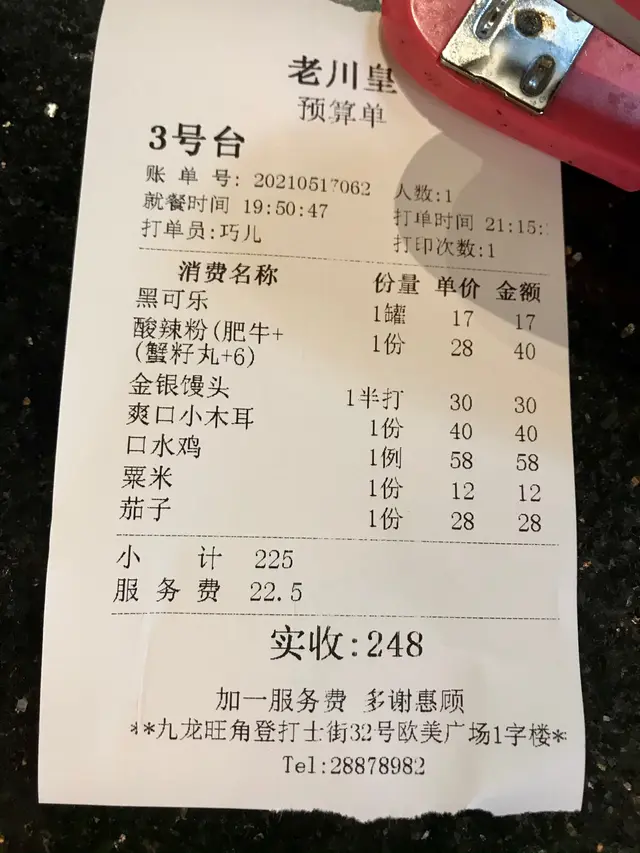 老川皇
预算单
3号台
账 单 号: 20210517062 人数:1
就餐时间 19:50:47 打单时间 21:15:
打单员:巧儿 打印次数:1
消费名称 份量 单价 金额
黑可乐 1罐 17 17
酸辣粉(肥牛+ 1份 28 40
(蟹籽丸+6)
金银馒头 1半打 30 30
爽口小木耳 1份 40 40
口水鸡 1例 58 58
粟米 1份 12 12
茄子 1份 28 28
小 计 225
服 务 费 22.5
实收:248
加一服务费 多谢惠顾
**九龙旺角登打士街32号欧美广场1字楼*
Tel:28878982